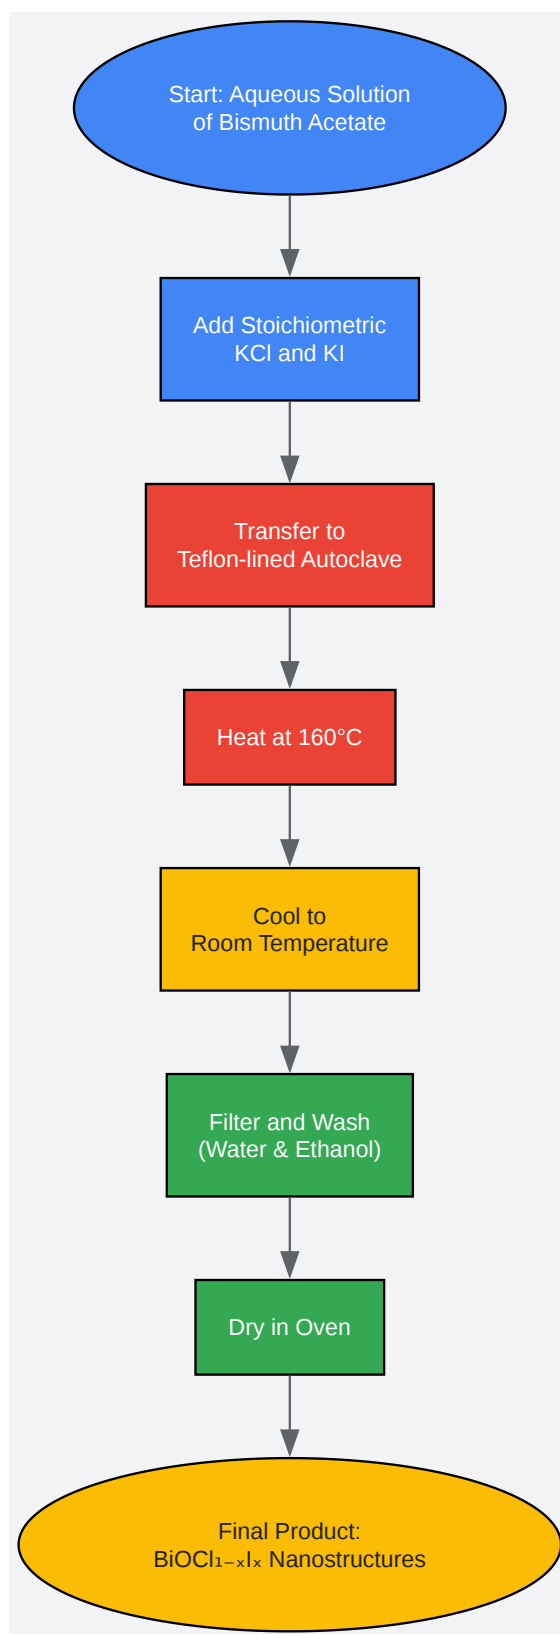 Start: Aqueous Solution
of Bismuth Acetate
Add Stoichiometric
KCl and KI
Transfer to
Teflon-lined Autoclave
Heat at 160°C
Cool to
Room Temperature
Filter and Wash
(Water & Ethanol)
Dry in Oven
Final Product:
BiOCl₁₋ₓIₓ Nanostructures